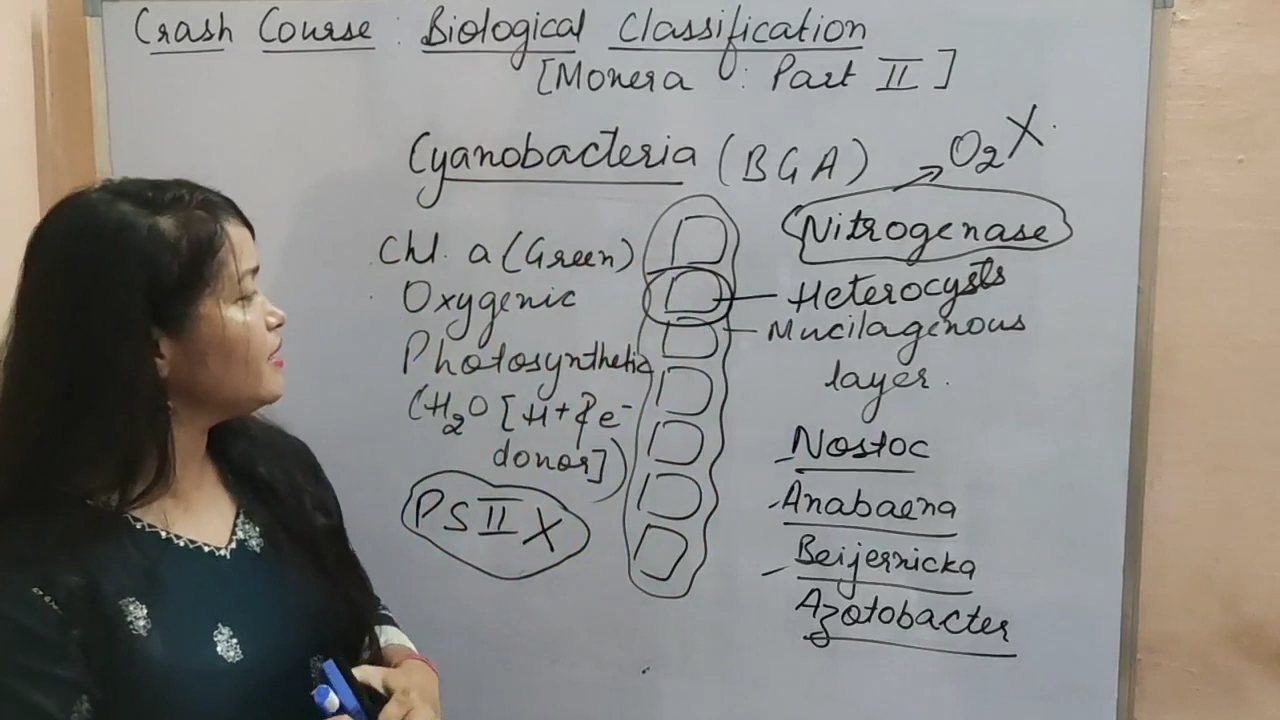 Crash Course : Biological Classification
[Monera : Part II]
Cyanobacteria (BGA) → O2 X
Nitrogenase
Chl. a (Green)
Oxygenic
Photosynthetic
(H2O [H+ & e-
donor])
PS II X
Heterocysts
Mucilagenous
layer.
- Nostoc
- Anabaena
- Beijernicka
Azotobacter